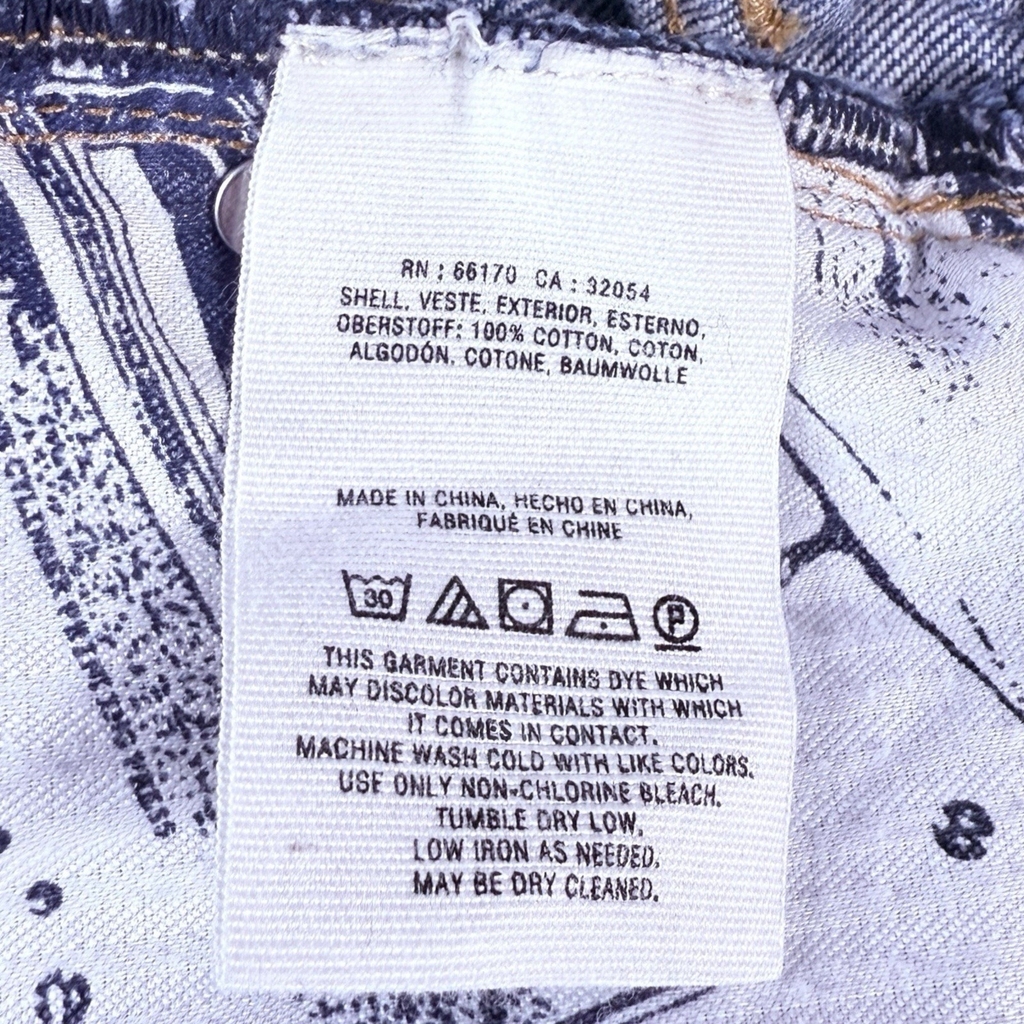 RN : 66170 CA : 32054
SHELL, VESTE, EXTERIOR, ESTERNO,
OBERSTOFF: 100% COTTON, COTON,
ALGODÓN, COTONE, BAUMWOLLE
MADE IN CHINA, HECHO EN CHINA,
FABRIQUÉ EN CHINE
30
P
THIS GARMENT CONTAINS DYE WHICH
MAY DISCOLOR MATERIALS WITH WHICH
IT COMES IN CONTACT.
MACHINE WASH COLD WITH LIKE COLORS.
USE ONLY NON-CHLORINE BLEACH.
TUMBLE DRY LOW,
LOW IRON AS NEEDED,
MAY BE DRY CLEANED.